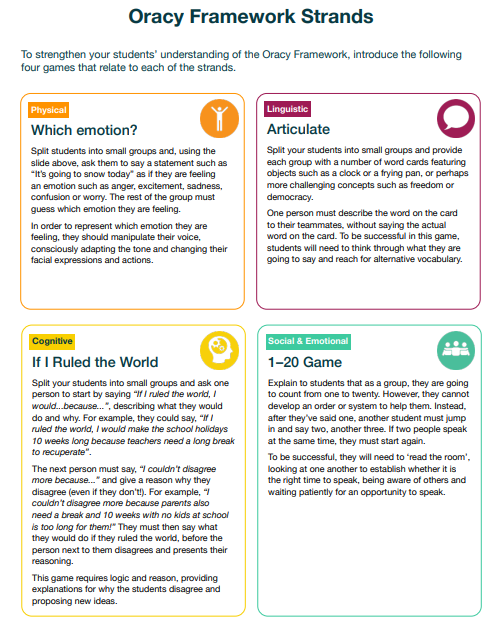 Oracy Framework Strands
To strengthen your students' understanding of the Oracy Framework, introduce the following
four games that relate to each of the strands.
Physical
Which emotion?
Split students into small groups and, using the
slide above, ask them to say a statement such as
"It's going to snow today" as if they are feeling
an emotion such as anger, excitement, sadness,
confusion or worry. The rest of the group must
guess which emotion they are feeling.
In order to represent which emotion they are
feeling, they should manipulate their voice,
consciously adapting the tone and changing their
facial expressions and actions.
Linguistic
Articulate
Split your students into small groups and provide
each group with a number of word cards featuring
objects such as a clock or a frying pan, or perhaps
more challenging concepts such as freedom or
democracy.
One person must describe the word on the card
to their teammates, without saying the actual
word on the card. To be successful in this game,
students will need to think through what they are
going to say and reach for alternative vocabulary.
Cognitive
If I Ruled the World
Split your students into small groups and ask one
person to start by saying "If I ruled the world, I
would...because...", describing what they would
do and why. For example, they could say, "If I
ruled the world, I would make the school holidays
10 weeks long because teachers need a long break
to recuperate".
The next person must say, "I couldn't disagree
more because..." and give a reason why they
disagree (even if they don't!). For example, "I
couldn't disagree more because parents also
need a break and 10 weeks with no kids at school
is too long for them!" They must then say what
they would do if they ruled the world, before the
person next to them disagrees and presents their
reasoning.
This game requires logic and reason, providing
explanations for why the students disagree and
proposing new ideas.
Social & Emotional
1–20 Game
Explain to students that as a group, they are going
to count from one to twenty. However, they cannot
develop an order or system to help them. Instead,
after they've said one, another student must jump
in and say two, another three. If two people speak
at the same time, they must start again.
To be successful, they will need to 'read the room',
looking at one another to establish whether it is
the right time to speak, being aware of others and
waiting patiently for an opportunity to speak.